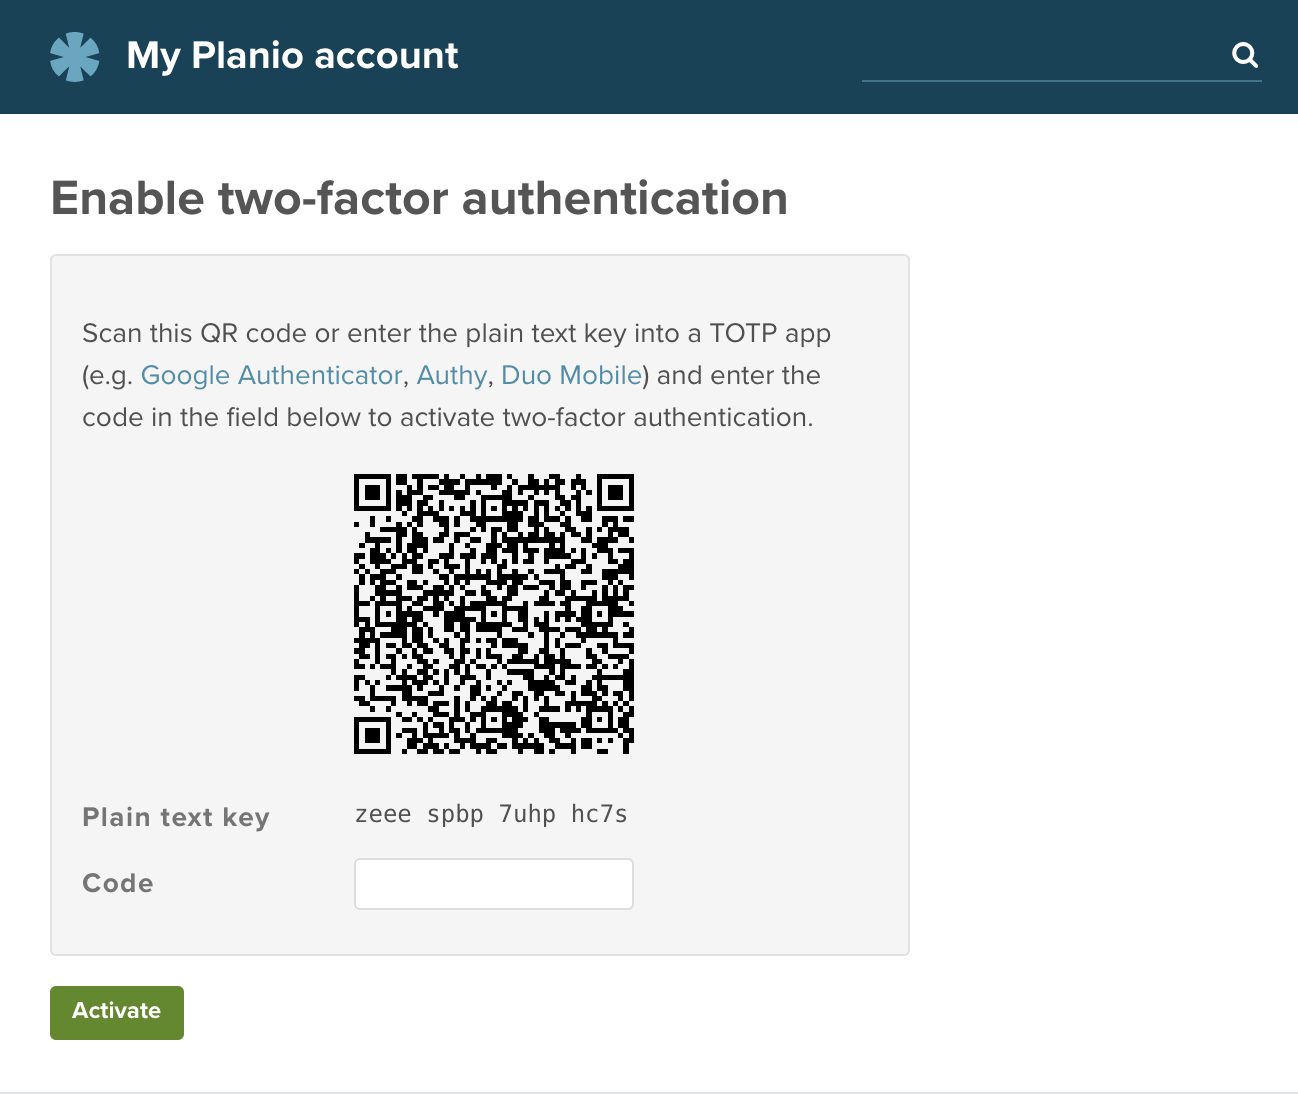 My Planio account
Enable two-factor authentication
Scan this QR code or enter the plain text key into a TOTP app
(e.g. Google Authenticator, Authy, Duo Mobile) and enter the
code in the field below to activate two-factor authentication.
Plain text key zeee spbp 7uhp hc7s
Code
Activate